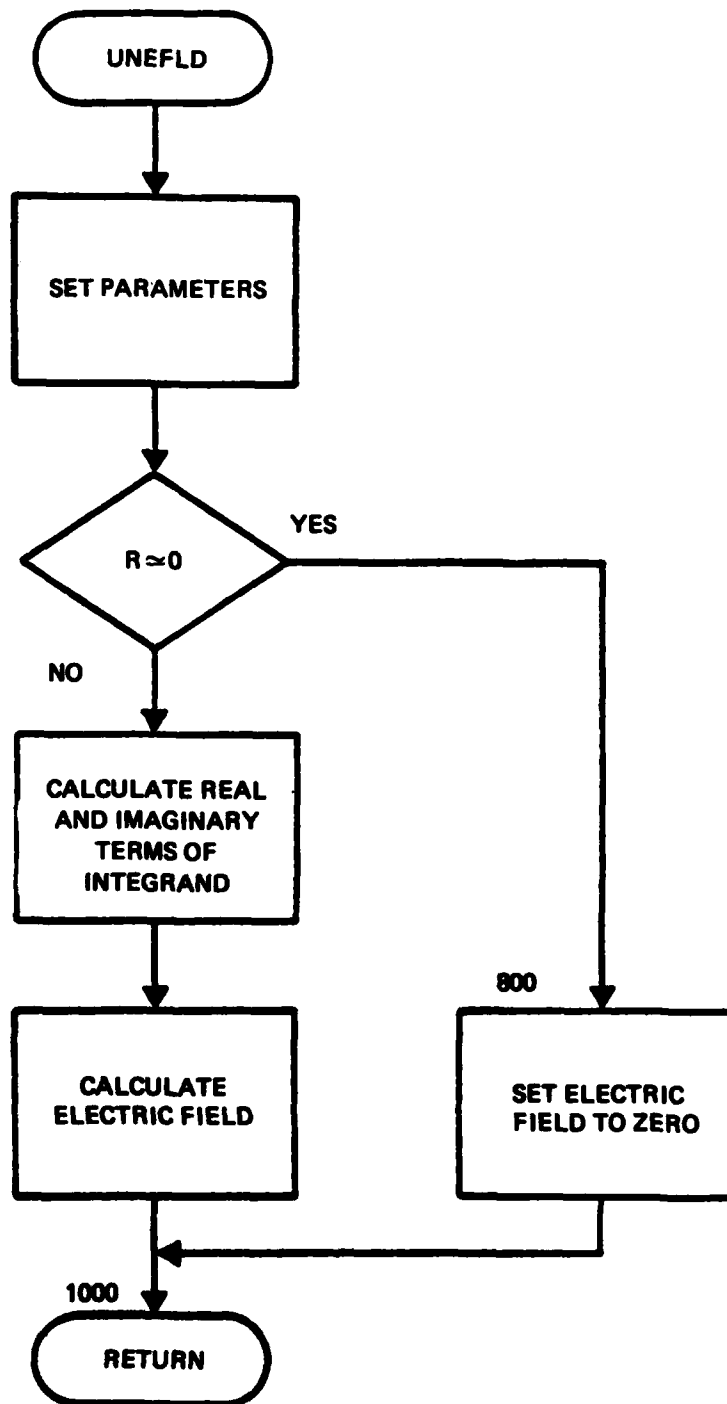 UNEFLD
SET PARAMETERS
R≃0
YES
NO
CALCULATE REAL
AND IMAGINARY
TERMS OF
INTEGRAND
800
CALCULATE
ELECTRIC FIELD
SET ELECTRIC
FIELD TO ZERO
1000
RETURN